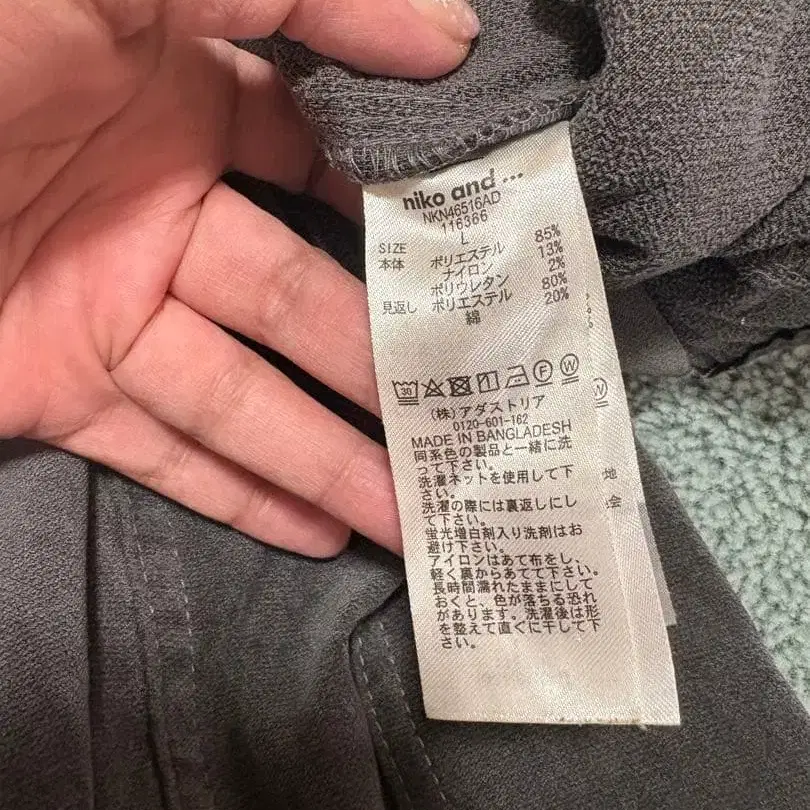 niko and ...
NKN46516AD
116366
SIZE L
本体 ポリエステル 85%
ナイロン 13%
ポリウレタン 2%
見返し ポリエステル 80%
綿 20%
30 F W
W
(株)アダストリア
0120-601-162
MADE IN BANGLADESH
同系色の製品と一緒に洗
って下さい。
洗濯ネットを使用して下
さい。
洗濯の際には裏返しにし
て下さい。
蛍光増白剤入り洗剤はお
避け下さい。
アイロンはあて布をし、
軽く裏からあてて下さい。
長時間濡れたままにして
おくと、色が落ちる恐れ
があります。洗濯後は形
を整えて直ぐに干して下
さい。
地
会